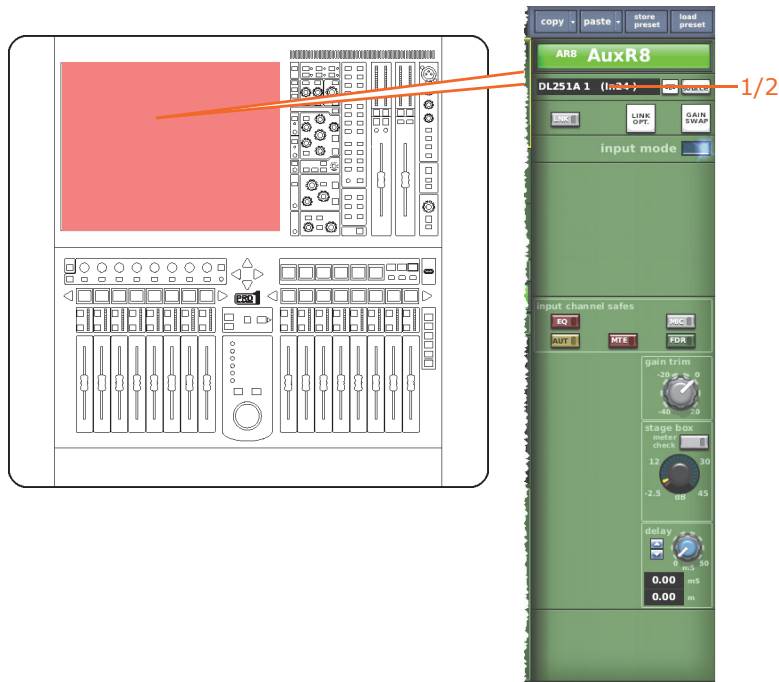 copy paste store preset load preset
AR8 AuxR8
DL251A 1 (In24 ) source
1/2
LNK LINK OPT. GAIN SWAP
input mode
PRO1
input channel safes
EQ MIC
AUT MTE FDR
gain trim
-20 0
-40 20
stage box
meter check
12 30
-2.5 dB 45
delay
0 50
mS
0.00 mS
0.00 m